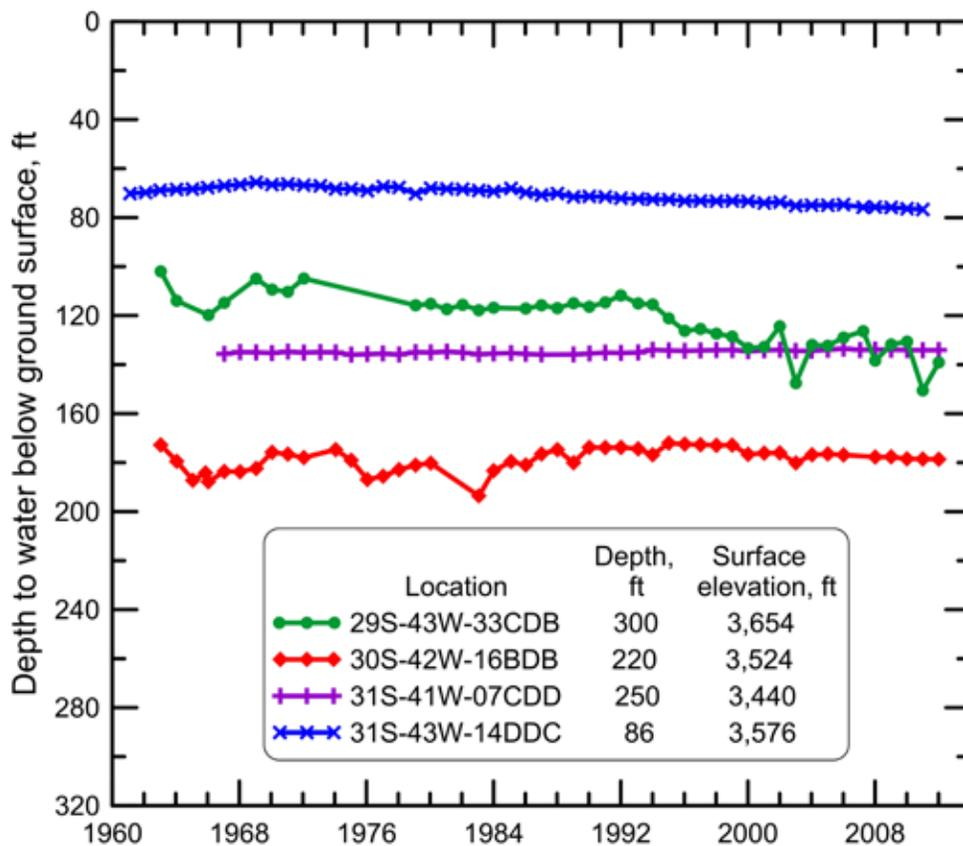 Depth to water below ground surface, ft
0
40
80
120
160
200
240
280
320
Depth, Surface
Location ft elevation, ft
29S-43W-33CDB 300 3,654
30S-42W-16BDB 220 3,524
31S-41W-07CDD 250 3,440
31S-43W-14DDC 86 3,576
1960 1968 1976 1984 1992 2000 2008